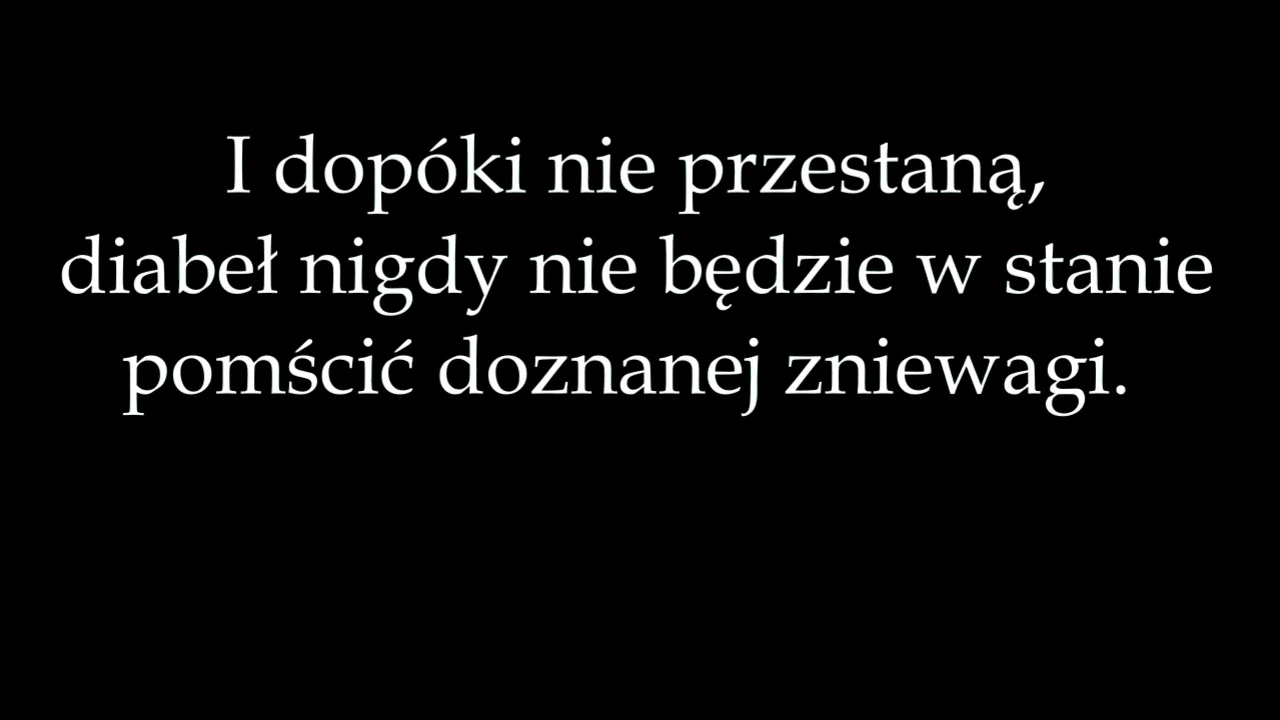 I dopóki nie przestaną,
diabeł nigdy nie będzie w stanie
pomścić doznanej zniewagi.